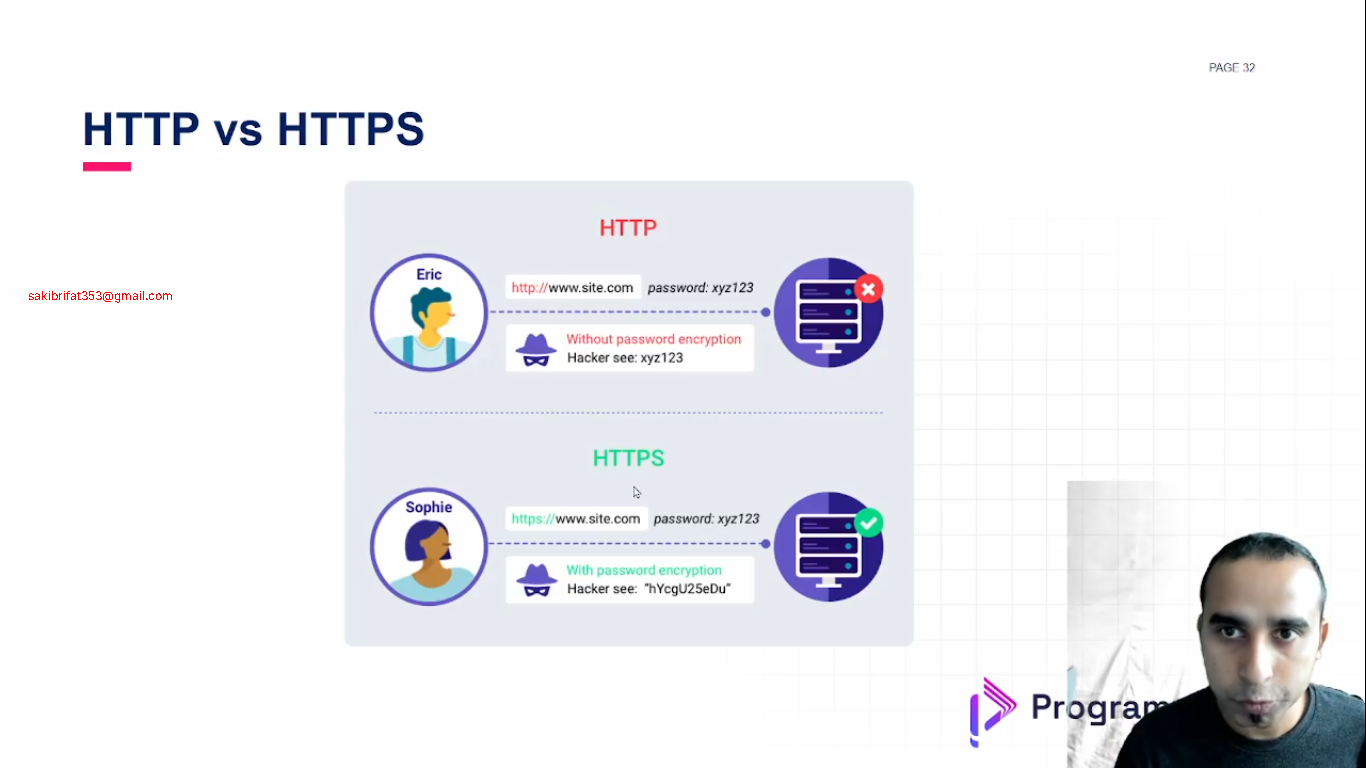 PAGE 32
HTTP vs HTTPS
HTTP
Eric
http://www.site.com password: xyz123
Without password encryption
Hacker see: xyz123
sakibrifat353@gmail.com
HTTPS
Sophie
https://www.site.com password: xyz123
With password encryption
Hacker see: "hYcgU25eDu"
Program